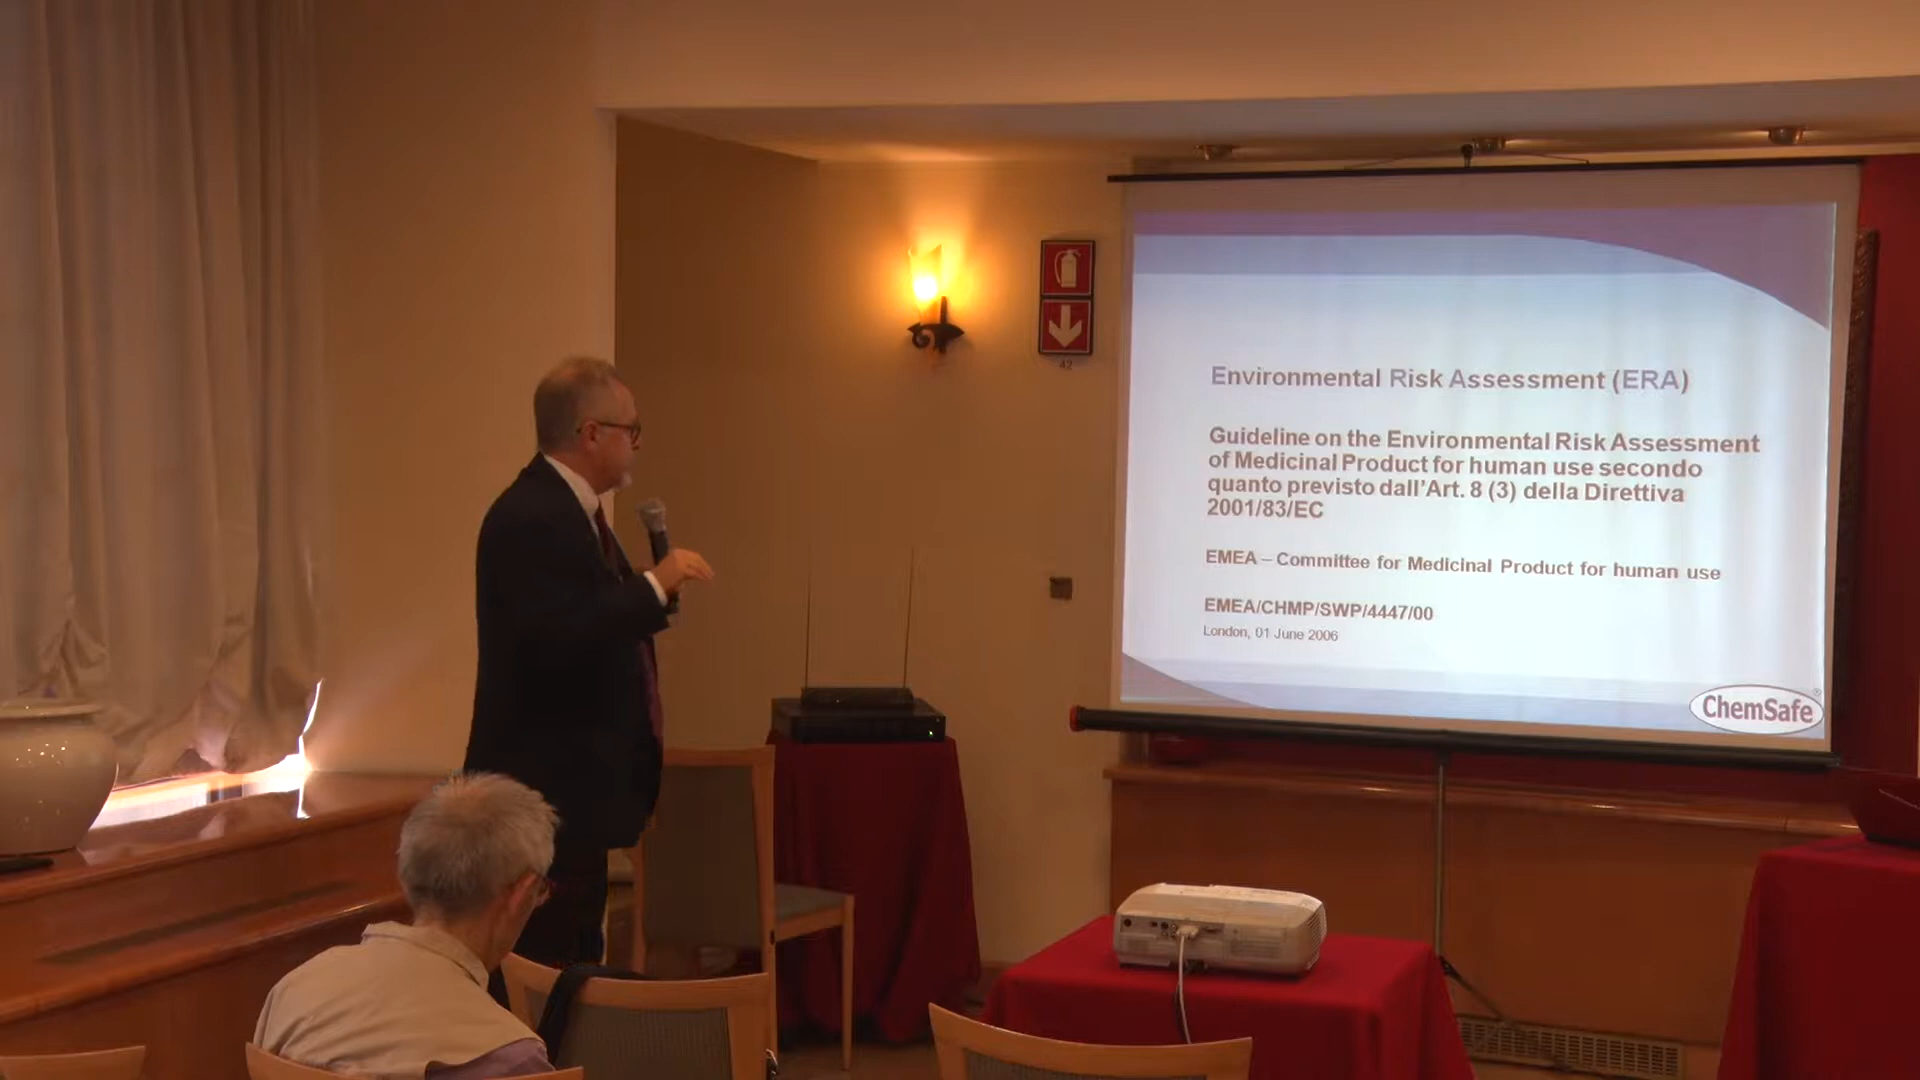 42
Environmental Risk Assessment (ERA)
Guideline on the Environmental Risk Assessment
of Medicinal Product for human use secondo
quanto previsto dall'Art. 8 (3) della Direttiva
2001/83/EC
EMEA – Committee for Medicinal Product for human use
EMEA/CHMP/SWP/4447/00
London, 01 June 2006
ChemSafe®